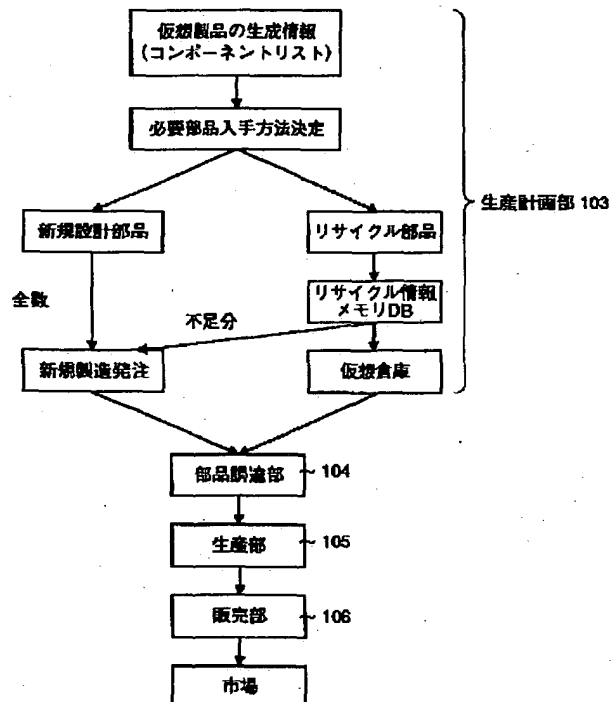 仮想製品の生成情報
(コンポーネントリスト)
必要部品入手方法決定
生産計画部 103
新規設計部品
リサイクル部品
全数
リサイクル情報
メモリDB
不足分
新規製造発注
仮想倉庫
部品調達部
104
生産部
105
販売部
106
市場